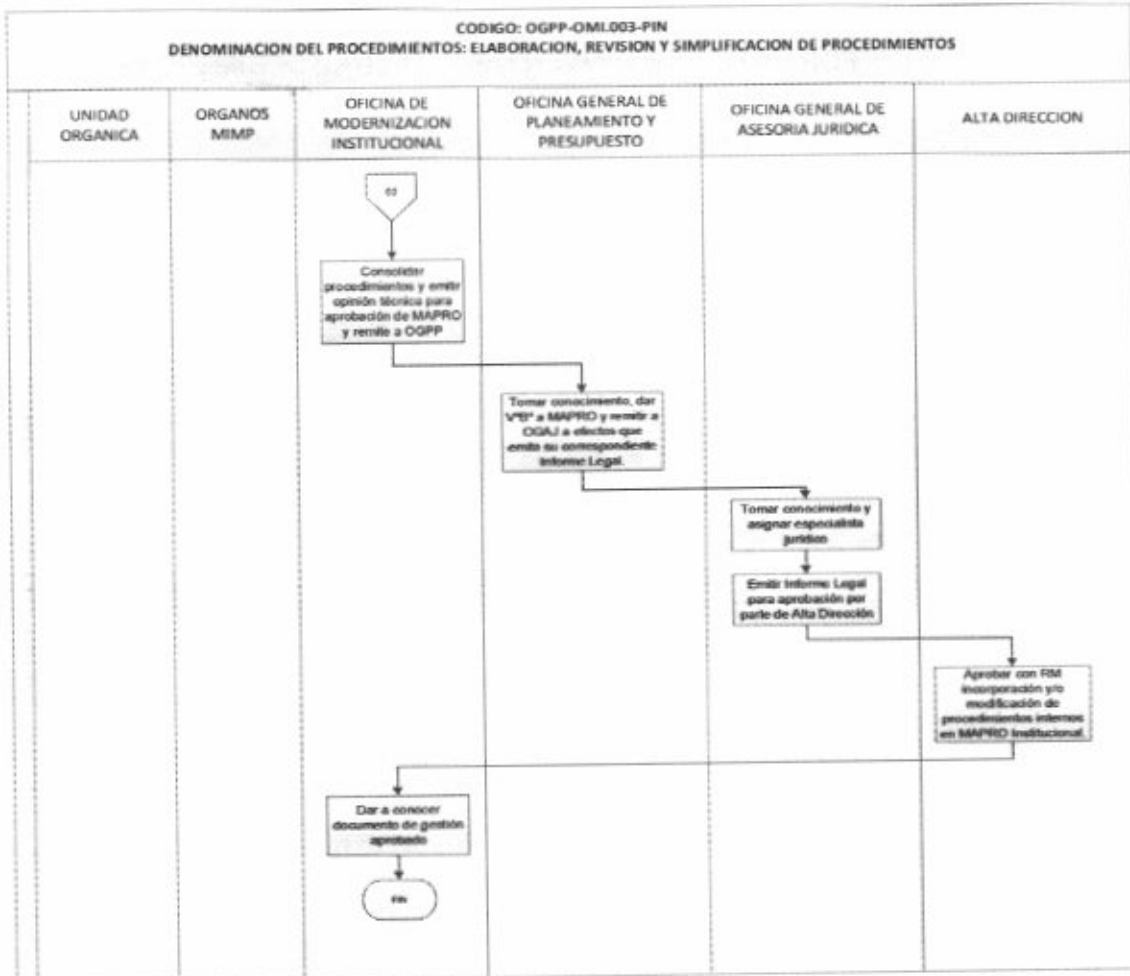 CODIGO: OGPP-OMI.003-PIN
DENOMINACION DEL PROCEDIMIENTOS: ELABORACION, REVISION Y SIMPLIFICACION DE PROCEDIMIENTOS
UNIDAD
ORGANICA
ORGANOS
MIMP
OFICINA DE
MODERNIZACION
INSTITUCIONAL
OFICINA GENERAL DE
PLANEAMIENTO Y
PRESUPUESTO
OFICINA GENERAL DE
ASESORIA JURIDICA
ALTA DIRECCION
Consolidar
procedimientos y emitir
opinión técnica para
aprobación de MAPRO
y remite a OGPP
Tomar conocimiento, dar
V°B° a MAPRO y remitir a
OGAJ a efectos que
emita su correspondiente
Informe Legal.
Tomar conocimiento y
asignar especialista
jurídico
Emitir Informe Legal
para aprobación por
parte de Alta Dirección
Aprobar con RM
incorporación y/o
modificación de
procedimientos internos
en MAPRO Institucional.
Dar a conocer
documento de gestión
aprobado
FIN